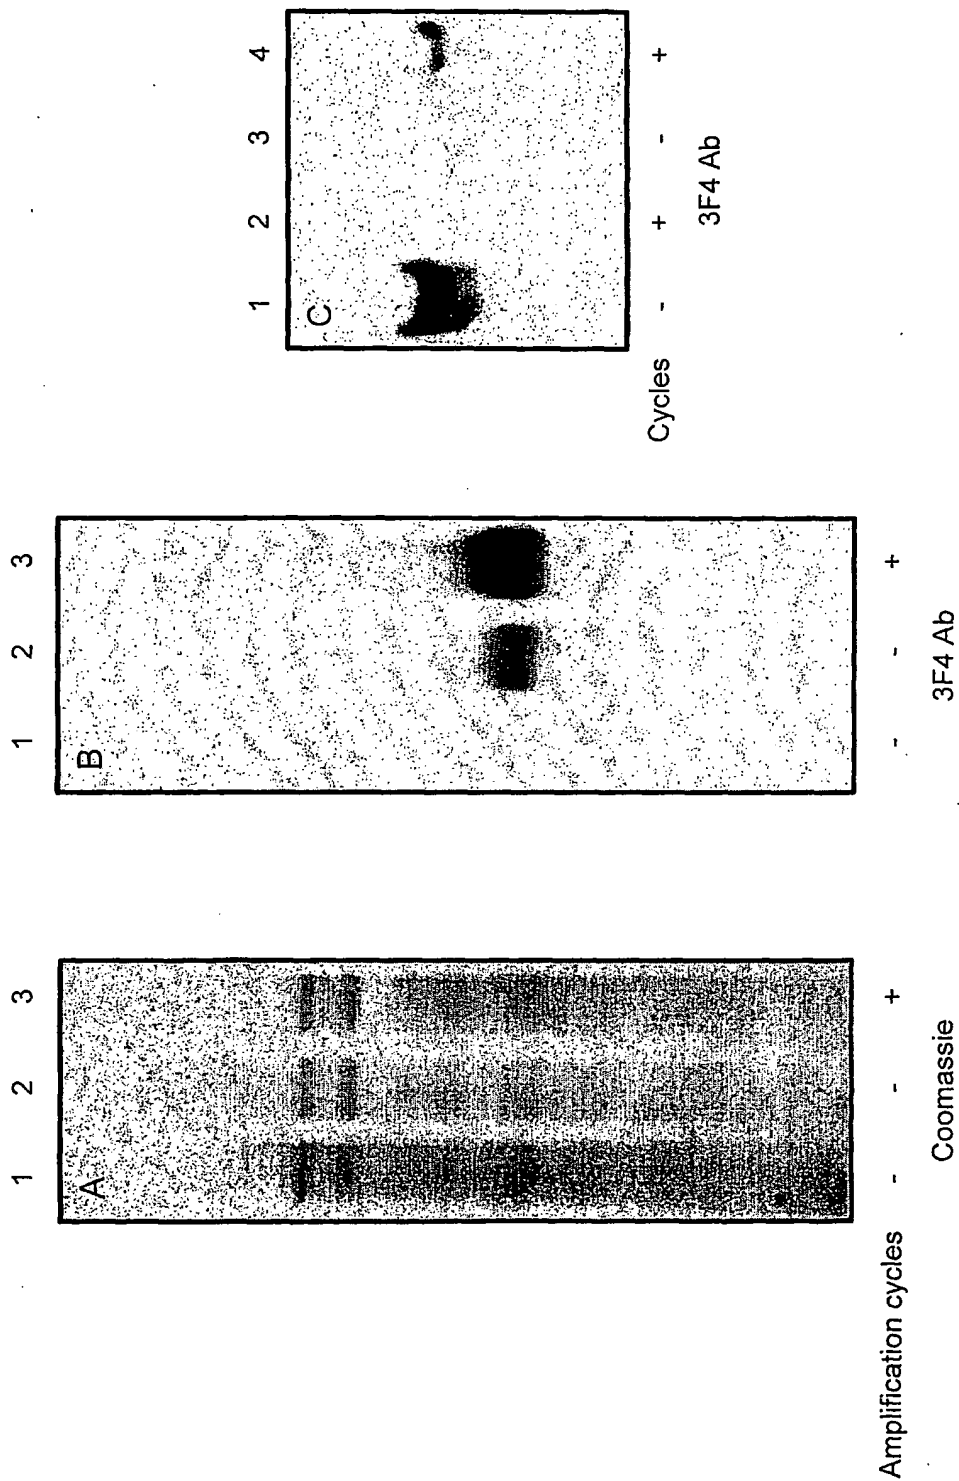 1 2 3
A
Amplification cycles - - +
Coomassie
1 2 3
B
- - +
3F4 Ab
1 2 3 4
C
Cycles - + - +
3F4 Ab